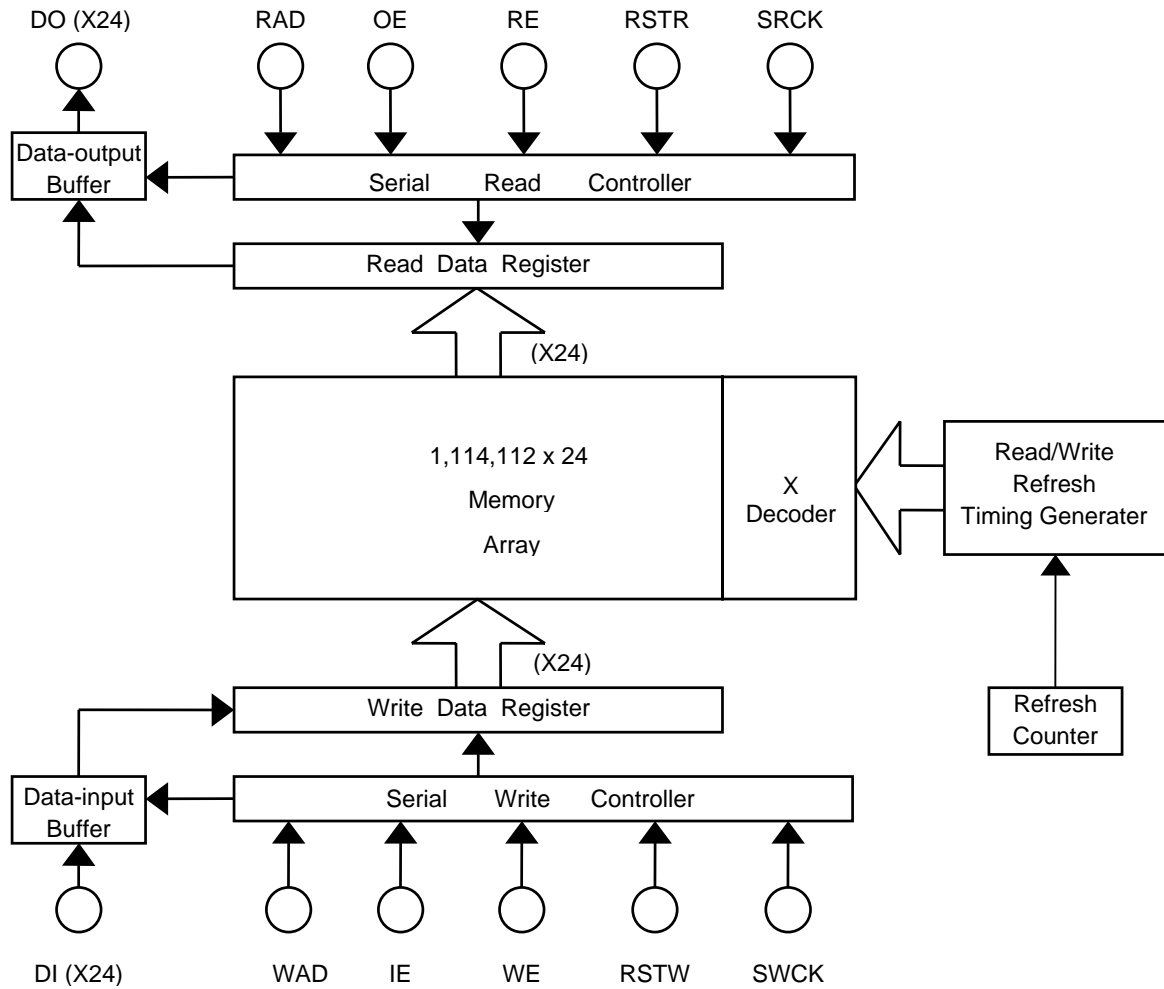 DO (X24) RAD OE RE RSTR SRCK
Data-output
Buffer
Serial Read Controller
Read Data Register
(X24)
1,114,112 x 24
Memory
Array
X
Decoder
Read/Write
Refresh
Timing Generater
(X24)
Write Data Register
Refresh
Counter
Data-input
Buffer
Serial Write Controller
DI (X24) WAD IE WE RSTW SWCK